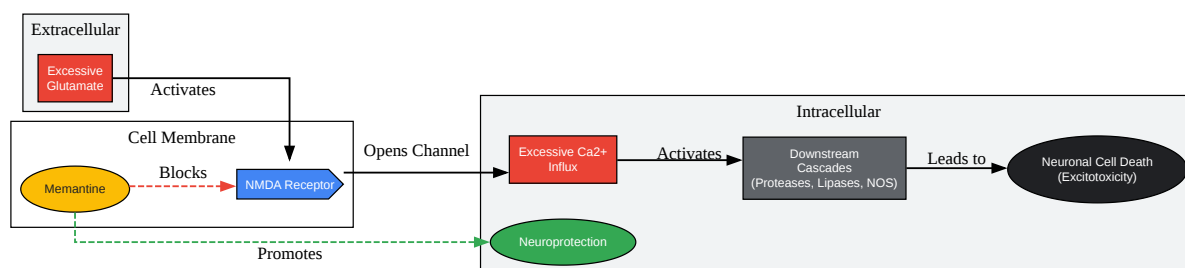 Extracellular
Excessive
Glutamate
Activates
Cell Membrane
Memantine
Blocks
NMDA Receptor
Opens Channel
Promotes
Intracellular
Excessive Ca2+
Influx
Activates
Downstream
Cascades
(Proteases, Lipases, NOS)
Leads to
Neuronal Cell Death
(Excitotoxicity)
Neuroprotection